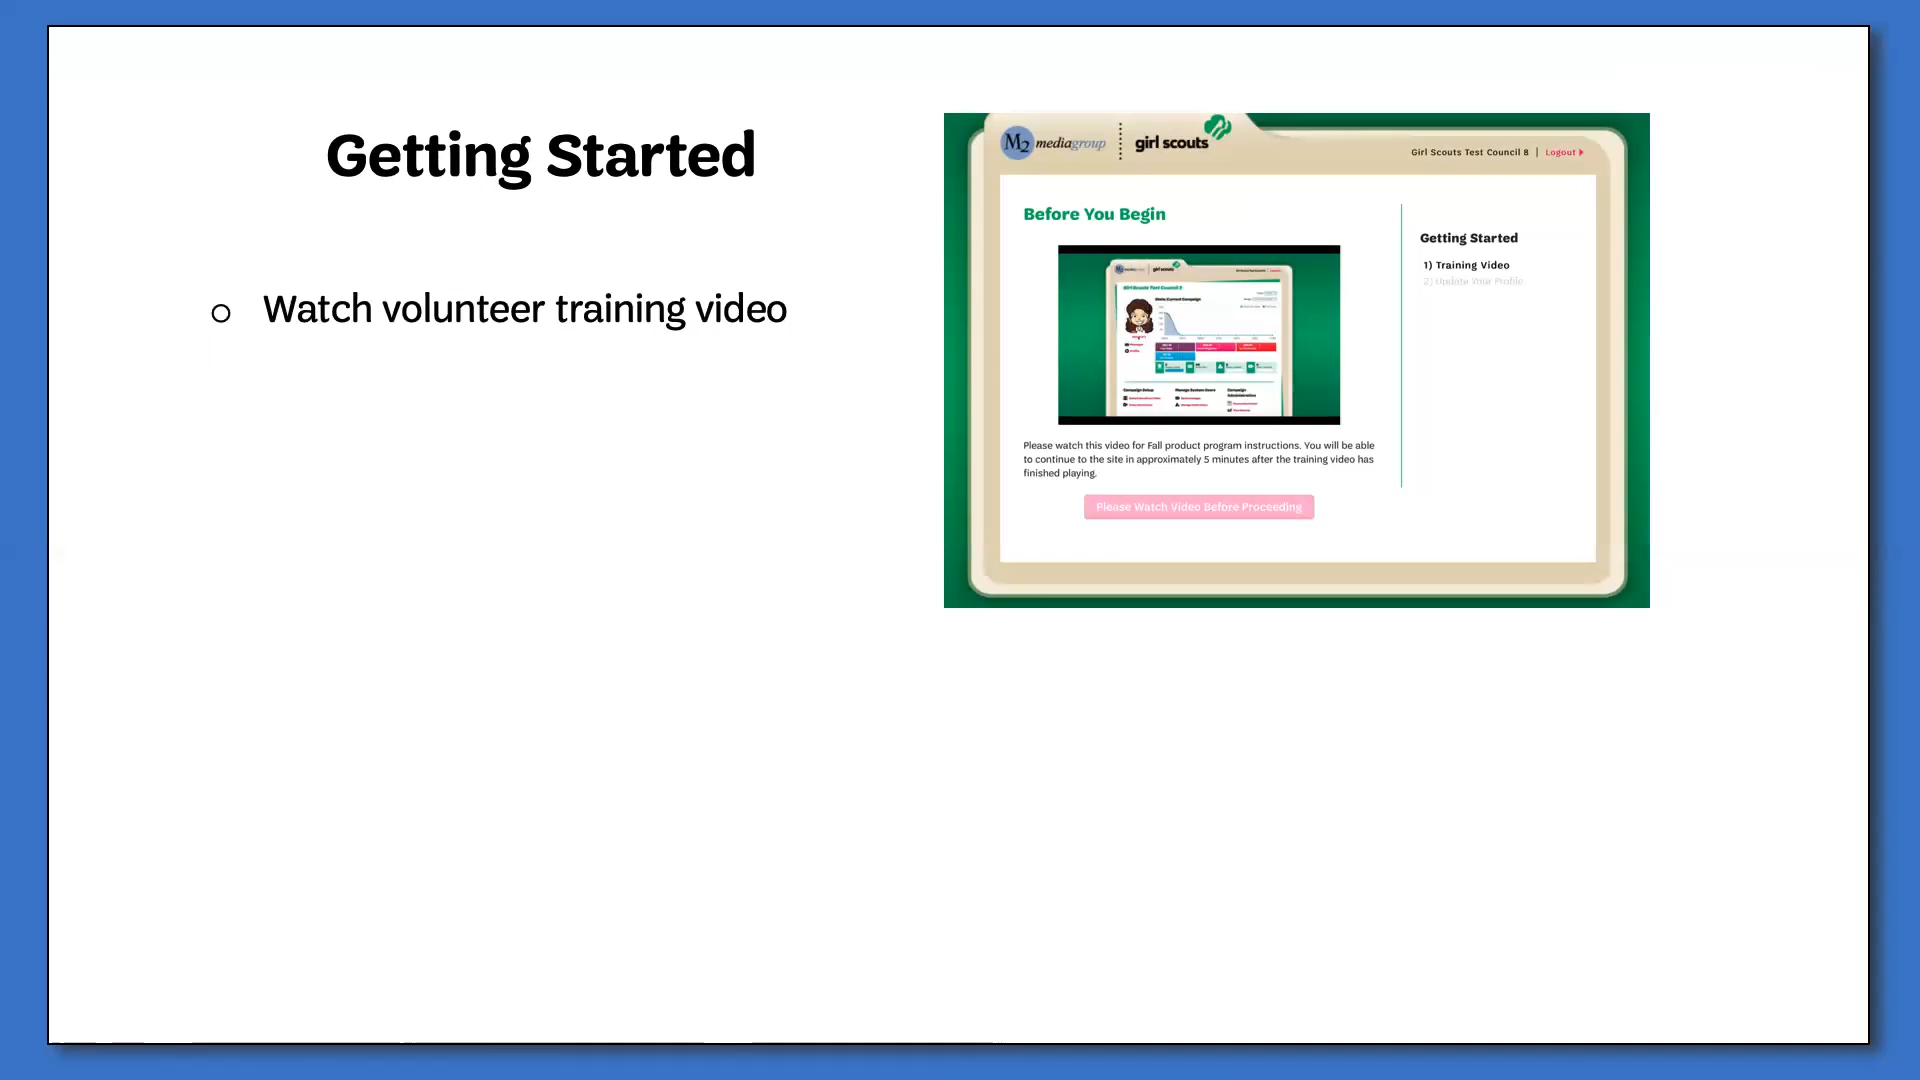 Getting Started
Watch volunteer training video
M2 mediagroup
girl scouts
Girl Scouts Test Council 8 | Logout
Before You Begin
Please watch this video for Fall product program instructions. You will be able
to continue to the site in approximately 5 minutes after the training video has
finished playing.
Please Watch Video Before Proceeding
Getting Started
1) Training Video
2) Update Your Profile